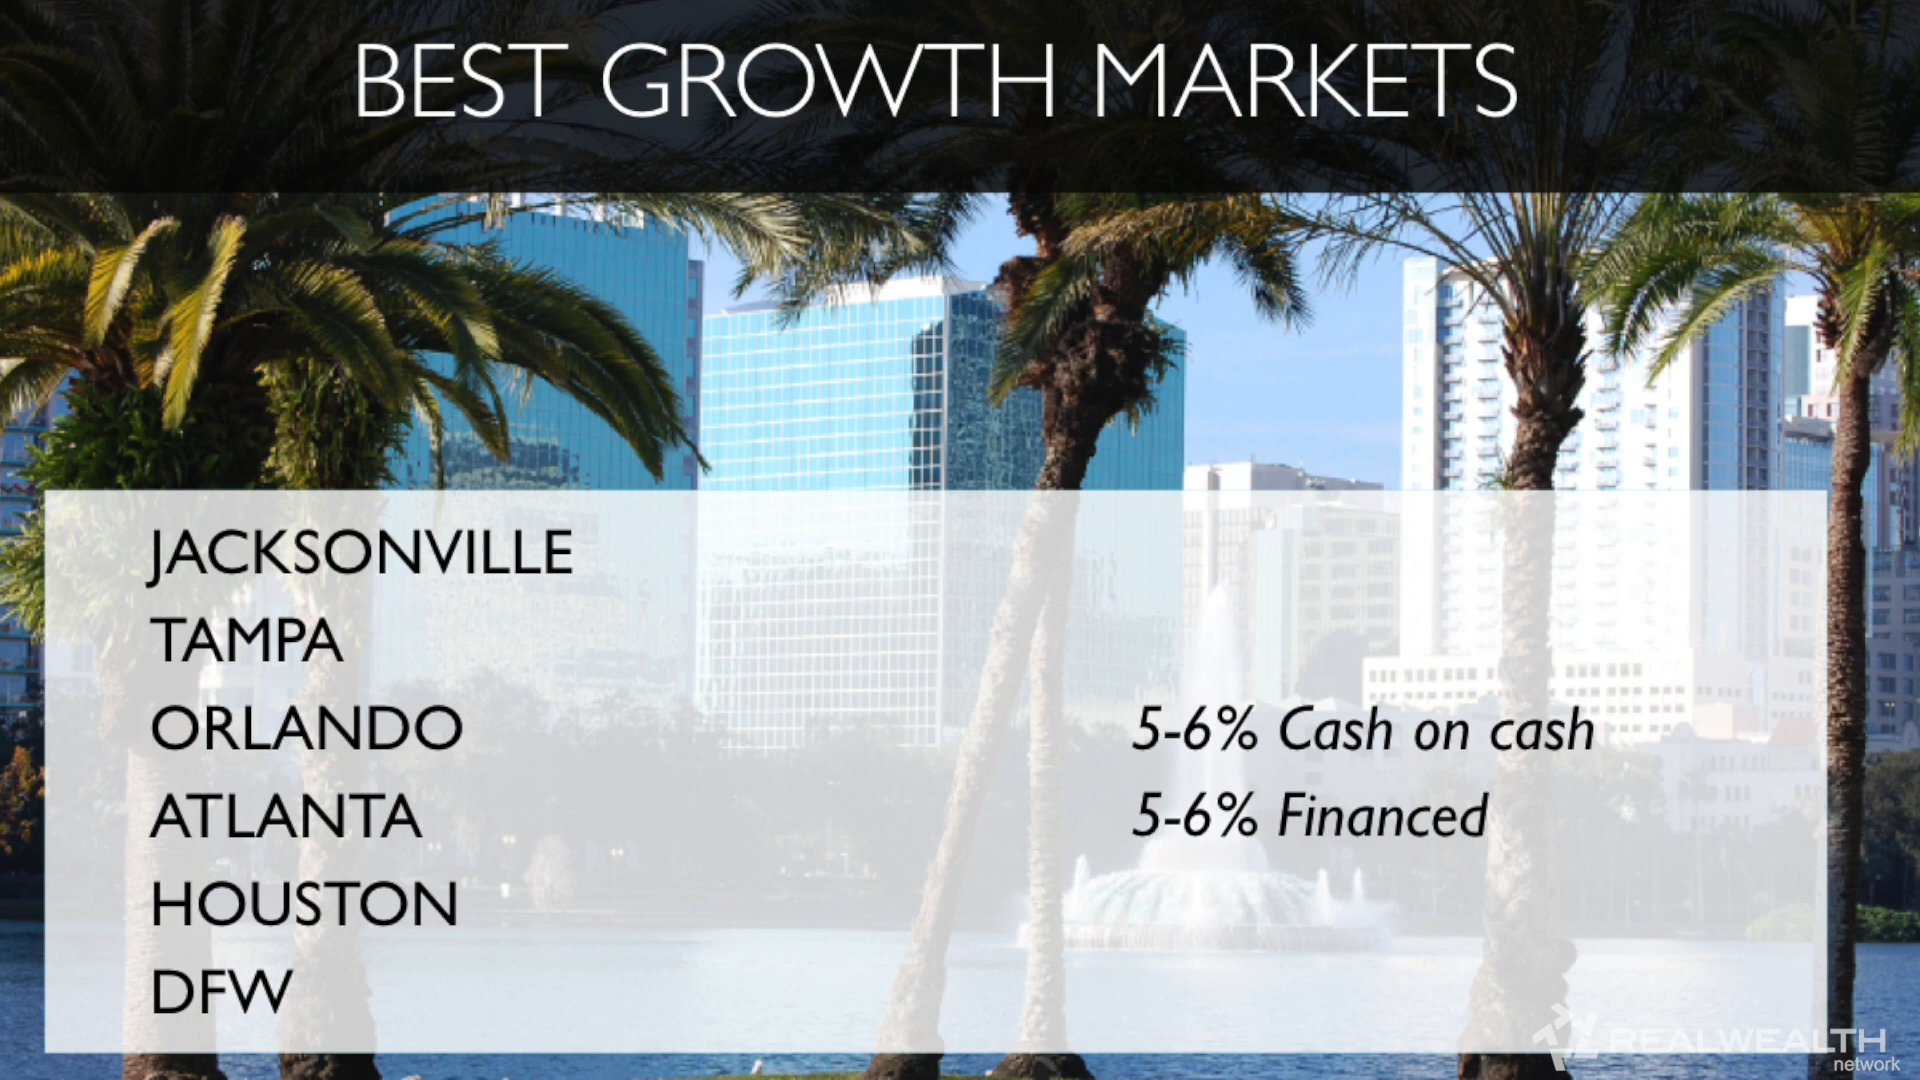 BEST GROWTH MARKETS
JACKSONVILLE
TAMPA
ORLANDO
ATLANTA
HOUSTON
DFW
5-6% Cash on cash
5-6% Financed
REALWEALTH
network